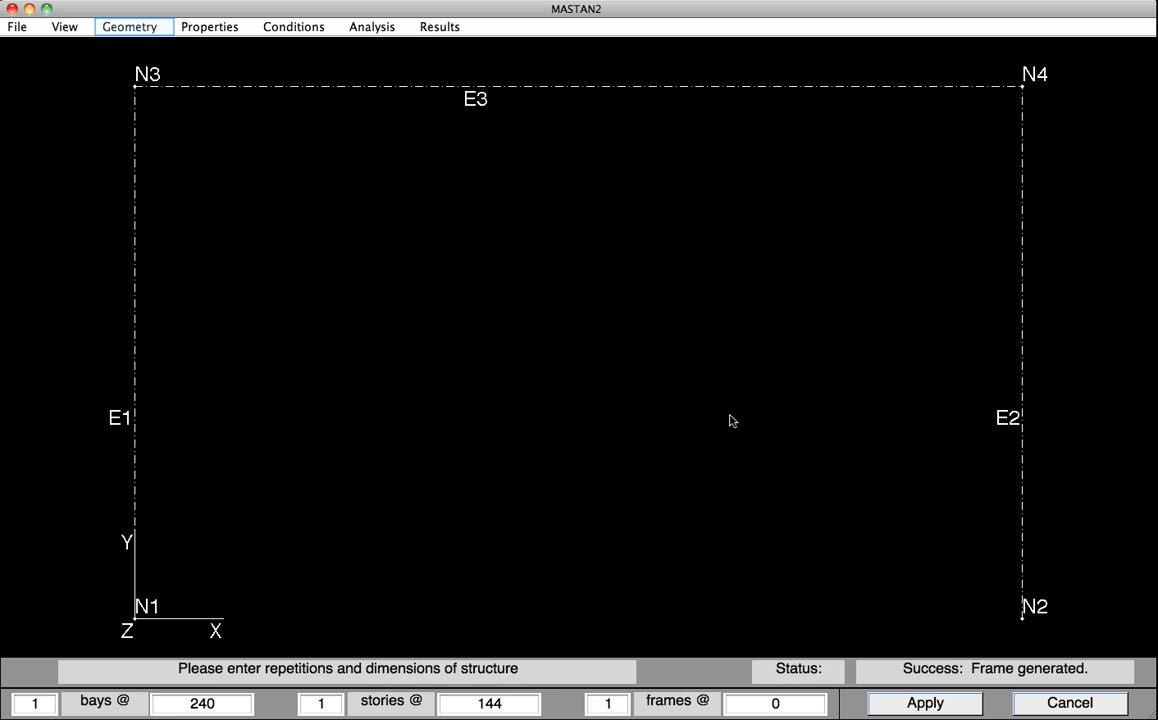 MASTAN2
File View Geometry Properties Conditions Analysis Results
N3 N4
E3
E1 E2
Y
N1 N2
Z X
Please enter repetitions and dimensions of structure Status: Success: Frame generated.
1 bays @ 240 1 stories @ 144 1 frames @ 0 Apply Cancel